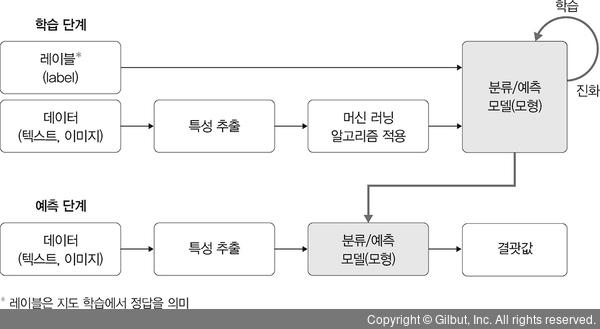 학습 단계
학습
레이블*
(label)
분류/예측
모델(모형)
진화
데이터
(텍스트, 이미지)
특성 추출
머신 러닝
알고리즘 적용
예측 단계
데이터
(텍스트, 이미지)
특성 추출
분류/예측
모델(모형)
결괏값
* 레이블은 지도 학습에서 정답을 의미
Copyright © Gilbut, Inc. All rights reserved.